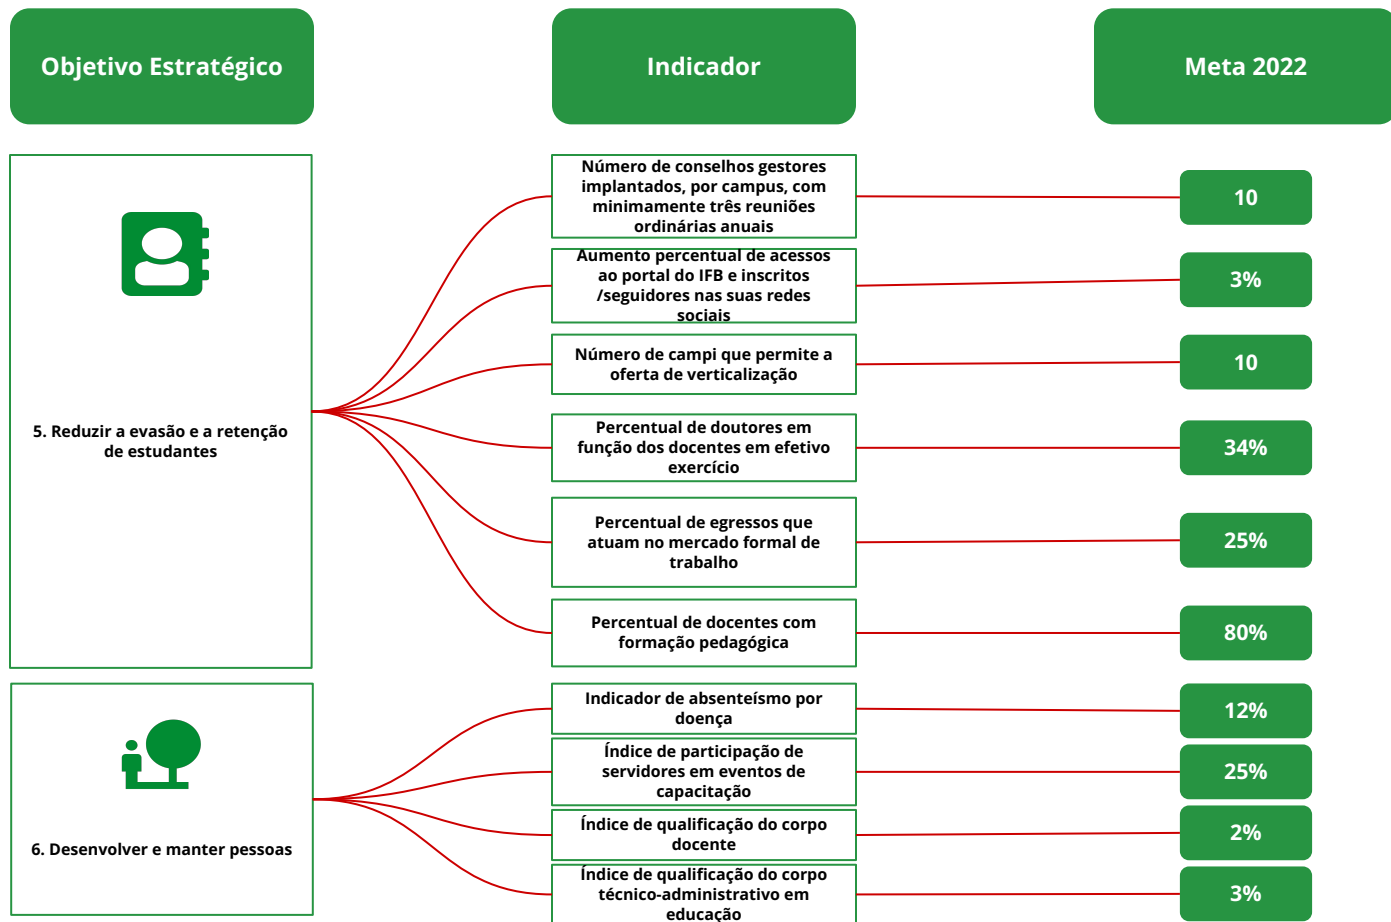 Objetivo Estratégico
Indicador
Meta 2022
5. Reduzir a evasão e a retenção
de estudantes
Número de conselhos gestores
implantados, por campus, com
minimamente três reuniões
ordinárias anuais
10
Aumento percentual de acessos
ao portal do IFB e inscritos
/seguidores nas suas redes
sociais
3%
Número de campi que permite a
oferta de verticalização
10
Percentual de doutores em
função dos docentes em efetivo
exercício
34%
Percentual de egressos que
atuam no mercado formal de
trabalho
25%
Percentual de docentes com
formação pedagógica
80%
6. Desenvolver e manter pessoas
Indicador de absenteísmo por
doença
12%
Índice de participação de
servidores em eventos de
capacitação
25%
Índice de qualificação do corpo
docente
2%
Índice de qualificação do corpo
técnico-administrativo em
educação
3%